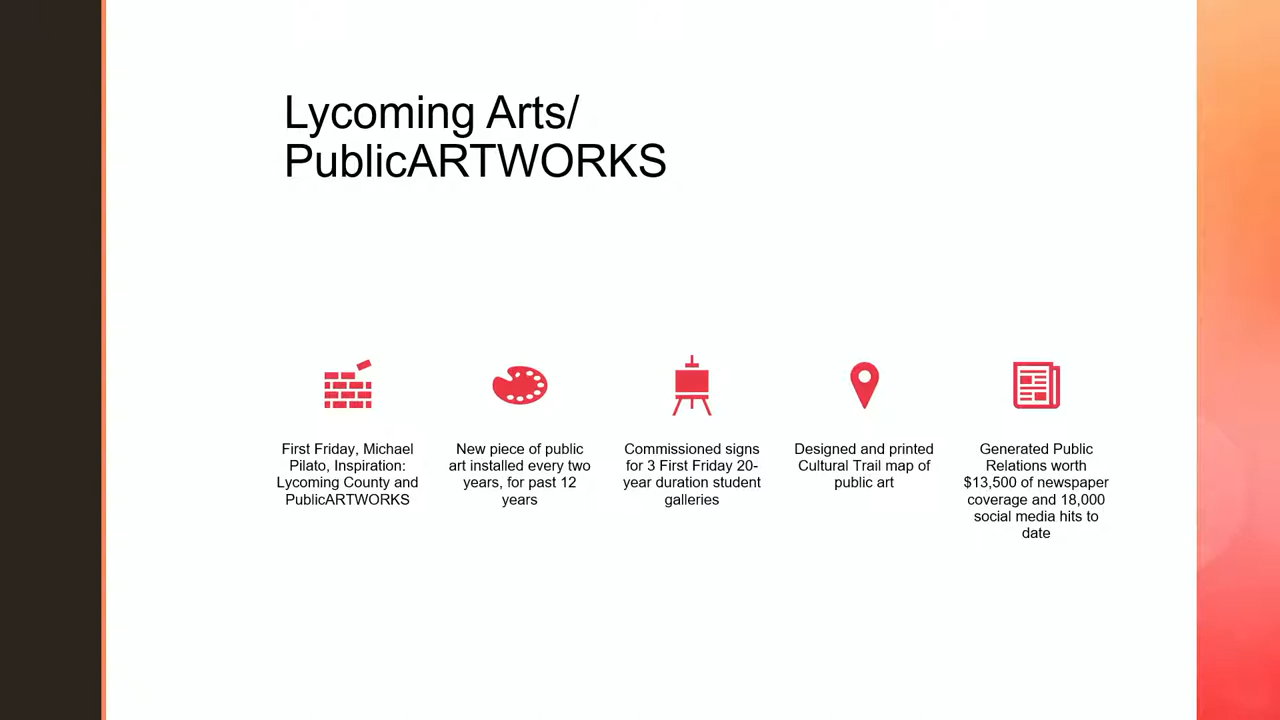 Lycoming Arts/
PublicARTWORKS
First Friday, Michael
Pilato, Inspiration:
Lycoming County and
PublicARTWORKS
New piece of public
art installed every two
years, for past 12
years
Commissioned signs
for 3 First Friday 20-
year duration student
galleries
Designed and printed
Cultural Trail map of
public art
Generated Public
Relations worth
$13,500 of newspaper
coverage and 18,000
social media hits to
date